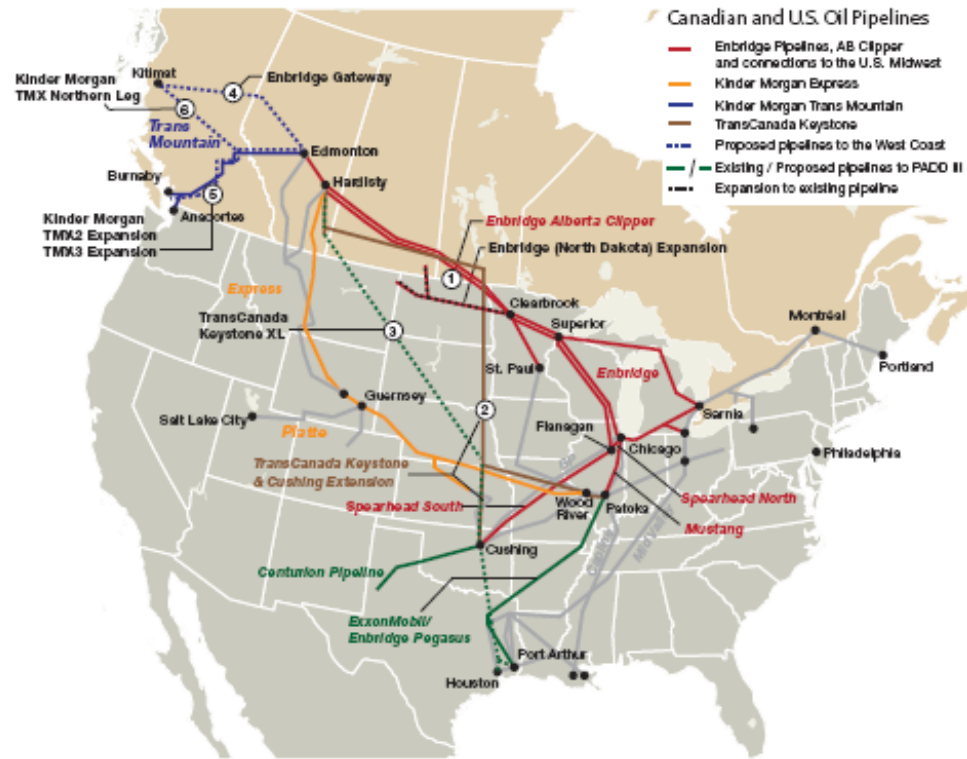 Canadian and U.S. Oil Pipelines
Enbridge Pipelines, AB Clipper
and connections to the U.S. Midwest
Kinder Morgan Express
Kinder Morgan Trans Mountain
TransCanada Keystone
Proposed pipelines to the West Coast
Existing / Proposed pipelines to PADD III
Expansion to existing pipeline
Kinder Morgan
TMX Northern Leg
Kitimat
4
Enbridge Gateway
6
Trans
Mountain
Edmonton
Burnaby
5
Hardisty
Anacortes
Kinder Morgan
TMX2 Expansion
TMX3 Expansion
Enbridge Alberta Clipper
Enbridge (North Dakota) Expansion
1
Express
Clearbrook
TransCanada
Keystone XL
3
Superior
Montréal
St. Paul
Enbridge
Portland
Guernsey
2
Sarnia
Salt Lake City
Platte
Flanagan
Chicago
Philadelphia
TransCanada Keystone
& Cushing Extension
Spearhead South
Wood
River
Patoka
Spearhead North
Mustang
Cushing
Centurion Pipeline
ExxonMobil/
Enbridge Pegasus
Port Arthur
Houston